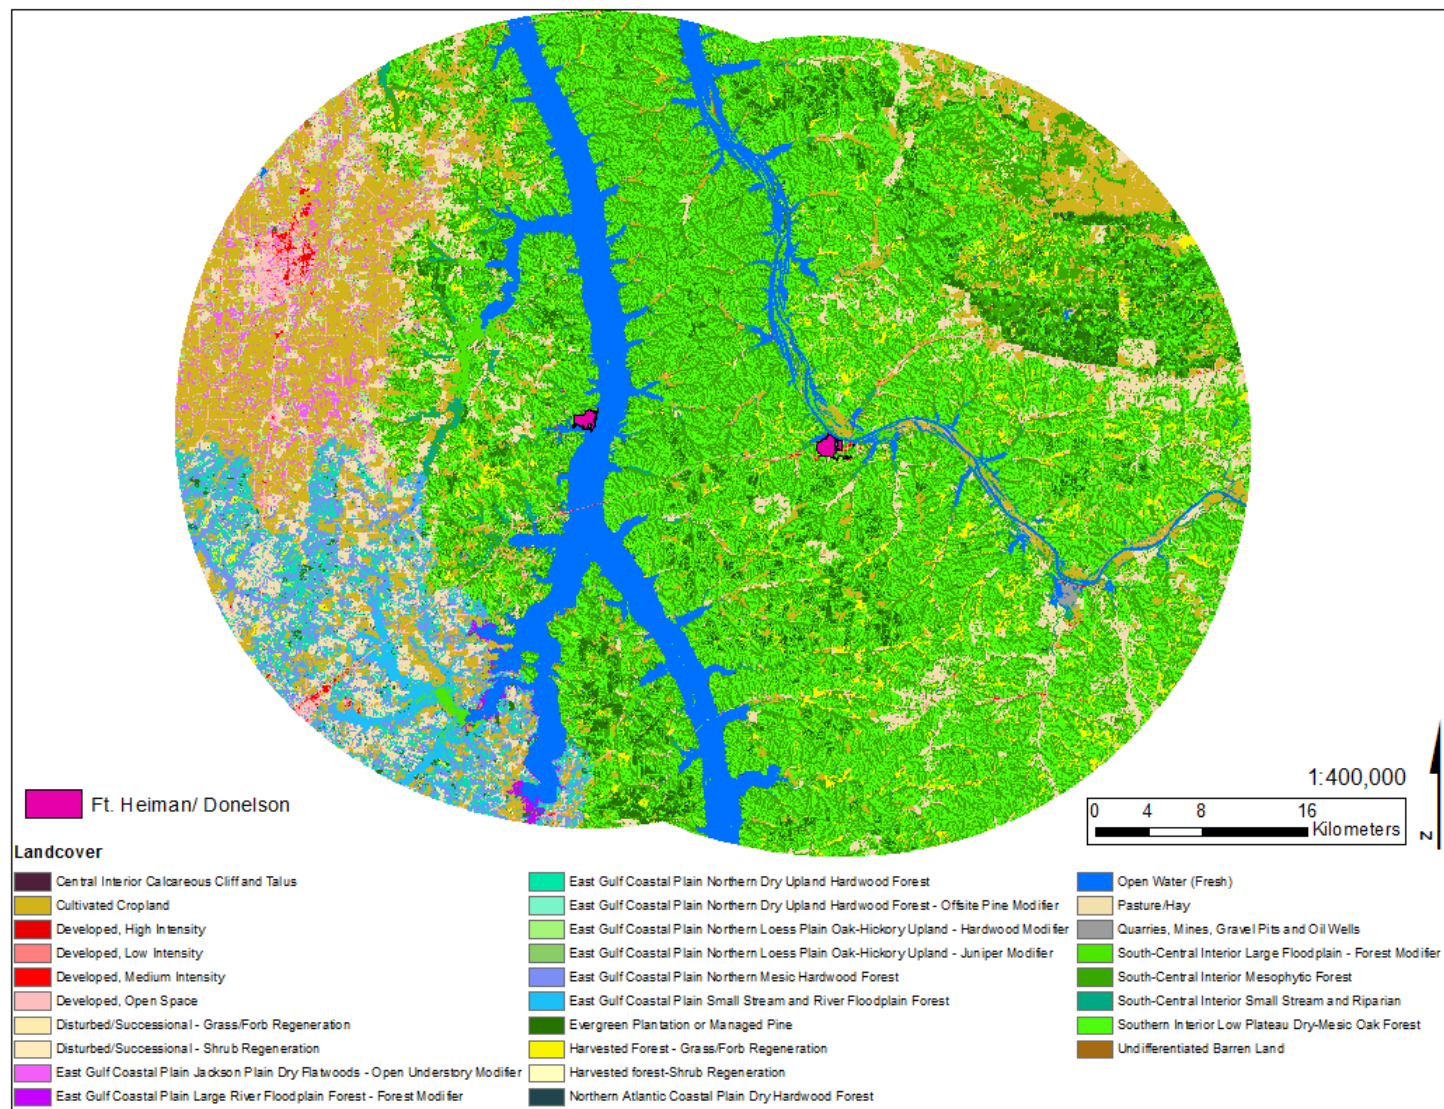 Ft. Heiman/ Donelson
1:400,000
0 4 8 16
Kilometers
N
Landcover
Central Interior Calcareous Cliff and Talus
Cultivated Cropland
Developed, High Intensity
Developed, Low Intensity
Developed, Medium Intensity
Developed, Open Space
Disturbed/Successional - Grass/Forb Regeneration
Disturbed/Successional - Shrub Regeneration
East Gulf Coastal Plain Jackson Plain Dry Flatwoods - Open Understory Modifier
East Gulf Coastal Plain Large River Floodplain Forest - Forest Modifier
East Gulf Coastal Plain Northern Dry Upland Hardwood Forest
East Gulf Coastal Plain Northern Dry Upland Hardwood Forest - Offsite Pine Modifier
East Gulf Coastal Plain Northern Loess Plain Oak-Hickory Upland - Hardwood Modifier
East Gulf Coastal Plain Northern Loess Plain Oak-Hickory Upland - Juniper Modifier
East Gulf Coastal Plain Northern Mesic Hardwood Forest
East Gulf Coastal Plain Small Stream and River Floodplain Forest
Evergreen Plantation or Managed Pine
Harvested Forest - Grass/Forb Regeneration
Harvested forest-Shrub Regeneration
Northern Atlantic Coastal Plain Dry Hardwood Forest
Open Water (Fresh)
Pasture/Hay
Quarries, Mines, Gravel Pits and Oil Wells
South-Central Interior Large Floodplain - Forest Modifier
South-Central Interior Mesophytic Forest
South-Central Interior Small Stream and Riparian
Southern Interior Low Plateau Dry-Mesic Oak Forest
Undifferentiated Barren Land